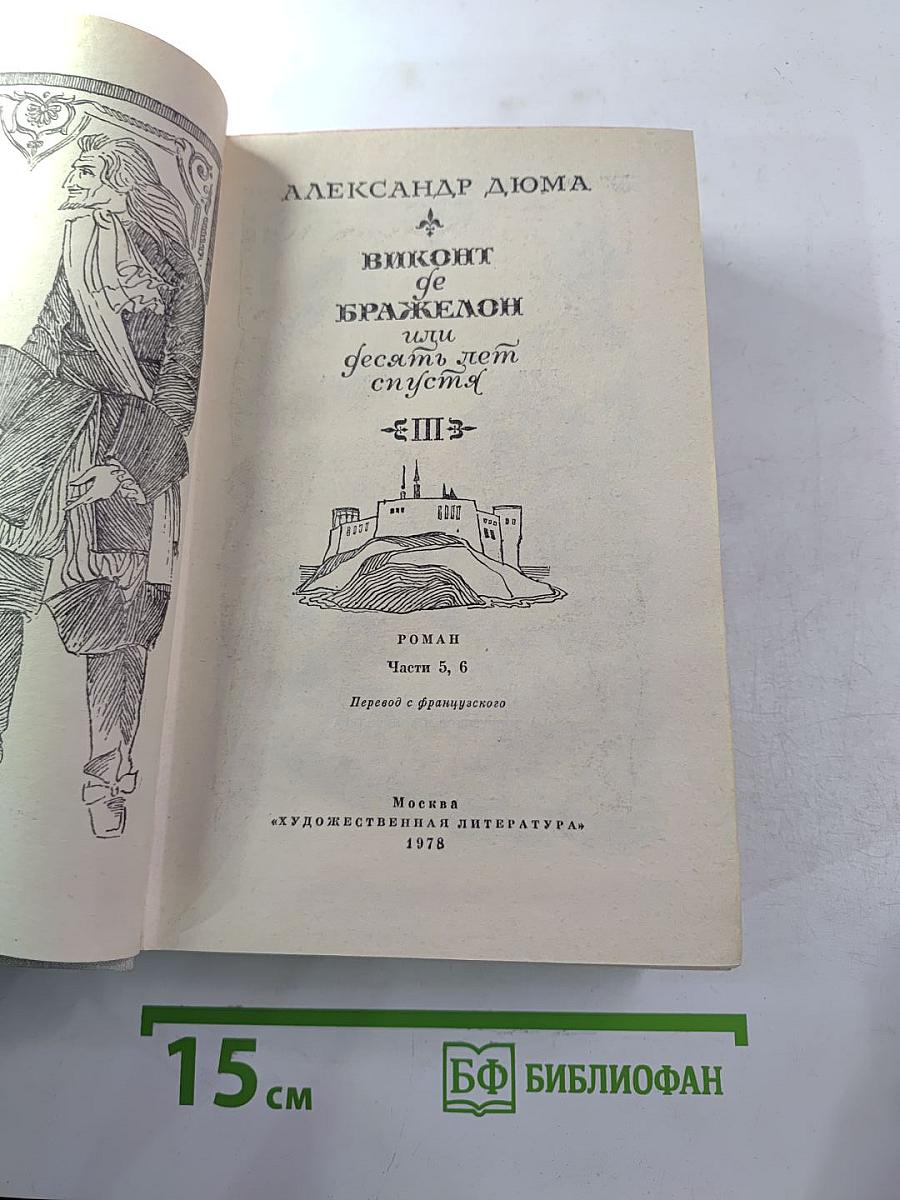 АЛЕКСАНДР ДЮМА
ВИКОНТ
де
БРАЖЕЛОН
или
десять лет
спустя
III
РОМАН
Части 5, 6
Перевод с французского
Москва
«ХУДОЖЕСТВЕННАЯ ЛИТЕРАТУРА»
1978
15 см
БФ БИБЛИОФАН